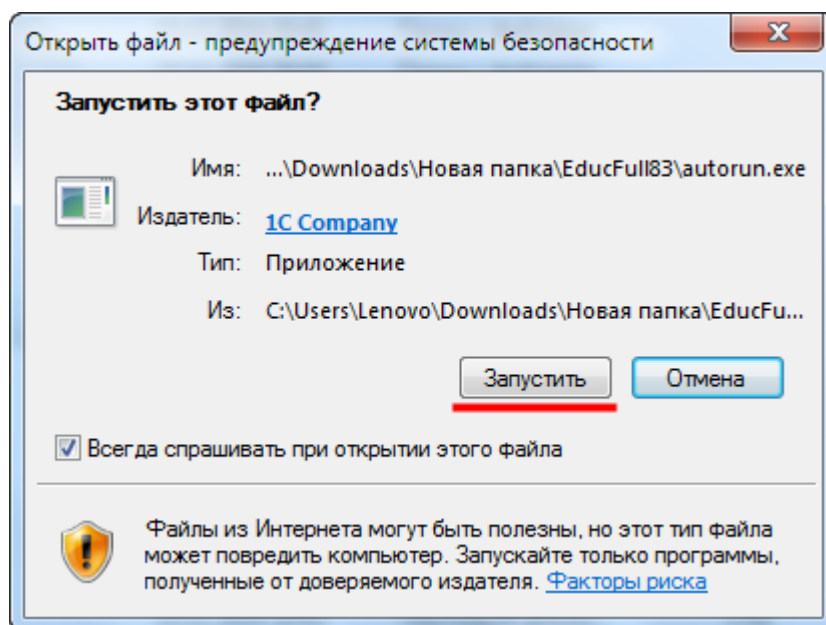 Открыть файл - предупреждение системы безопасности
Запустить этот файл?
Имя: ...\Downloads\Новая папка\EducFull83\autorun.exe
Издатель: 1C Company
Тип: Приложение
Из: C:\Users\Lenovo\Downloads\Новая папка\EducFu...
Запустить Отмена
Всегда спрашивать при открытии этого файла
Файлы из Интернета могут быть полезны, но этот тип файла
может повредить компьютер. Запускайте только программы,
полученные от доверяемого издателя. Факторы риска